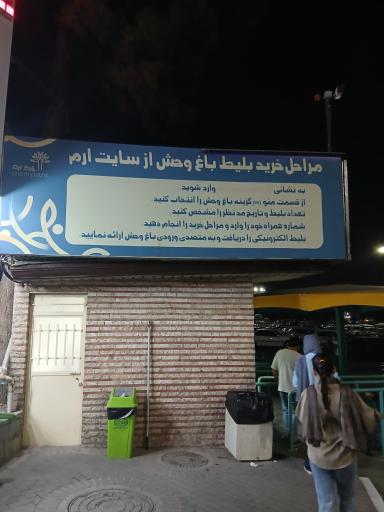 مراحل خرید بلیط باغ وحش از سایت ارم
به نشانی وارد شوید
از قسمت منو گزینه باغ وحش را انتخاب کنید.
تعداد بلیط و تاریخ مد نظر را مشخص کنید.
شماره همراه خود را وارد و مراحل خرید را انجام دهید
بلیط الکترونیکی را دریافت و به متصدی ورودی باغ وحش ارائه نمایید.